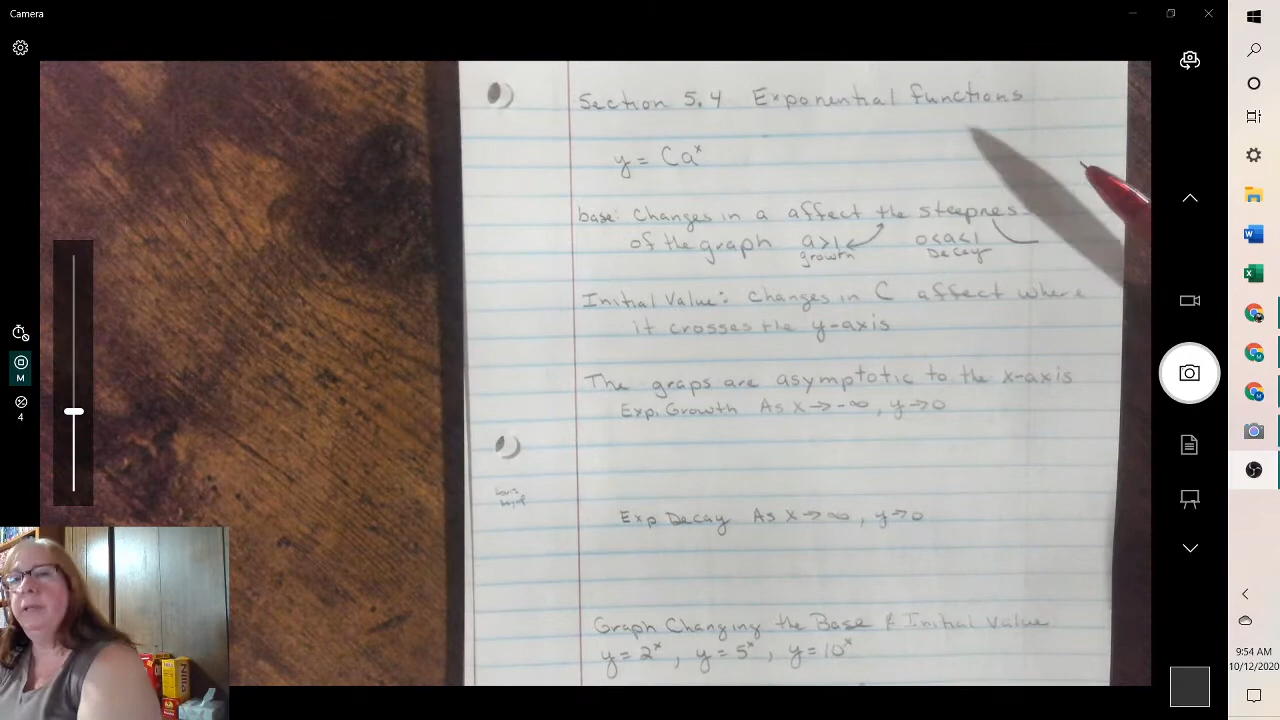 Camera
Section 5.4 Exponential functions
y = Ca^x
base: Changes in a affect the steepnes
of the graph a>1 0<a<1
growth Decay
Initial Value: Changes in C affect where
it crosses the y-axis
The graps are asymptotic to the x-axis
Exp. Growth As x→-∞, y→0
Exp Decay As x→∞, y→0
Graph Changing the Base & Initial Value
y = 2^x, y = 5^x, y = 10^x
M
4
9:54 AM
10/12/2020